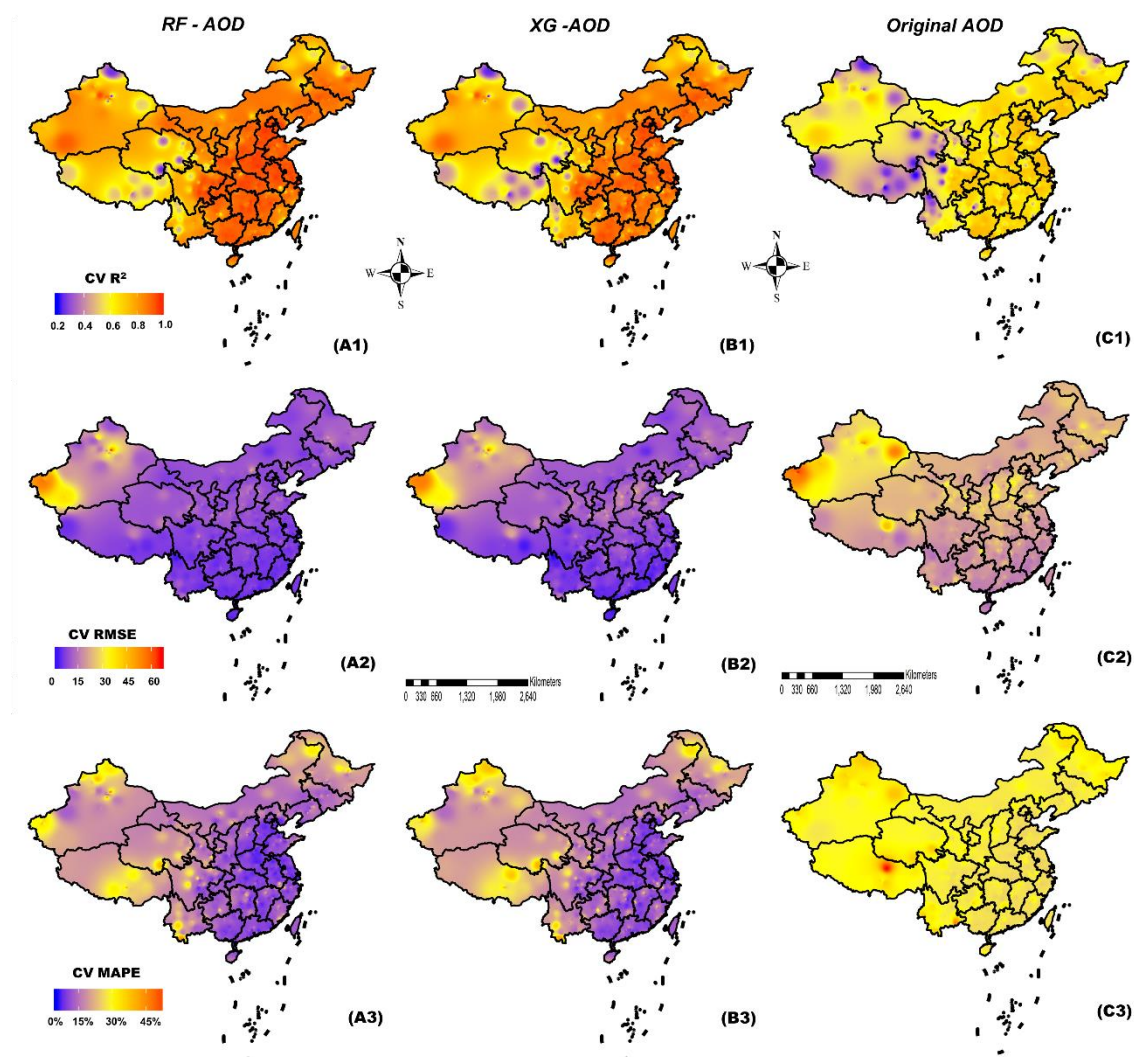 RF - AOD
XG -AOD
Original AOD
N
W E
S
N
W E
S
CV R²
0.2 0.4 0.6 0.8 1.0
(A1)
(B1)
(C1)
CV RMSE
0 15 30 45 60
(A2)
(B2)
(C2)
Kilometers
0 330 660 1,320 1,980 2,640
Kilometers
0 330 660 1,320 1,980 2,640
CV MAPE
0% 15% 30% 45%
(A3)
(B3)
(C3)